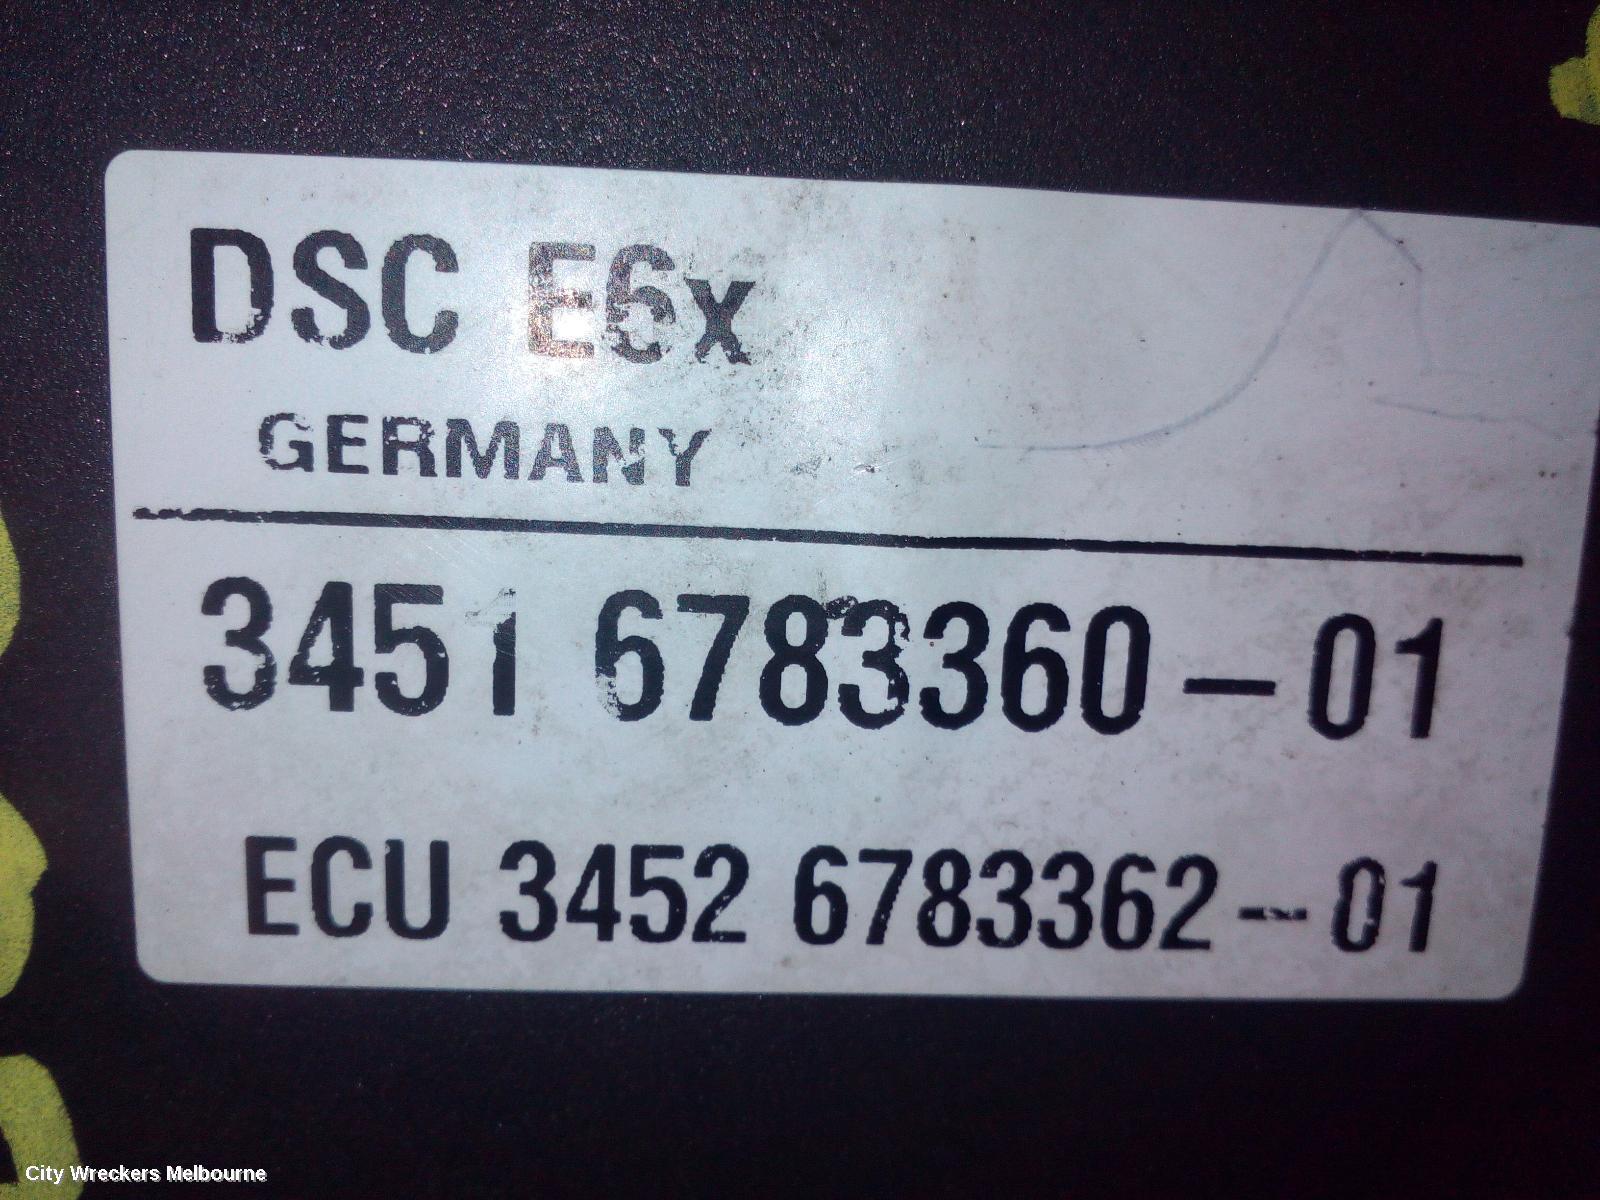 DSC E6x
GERMANY
3451 6783360-01
ECU 3452 6783362--01
City Wreckers Melbourne